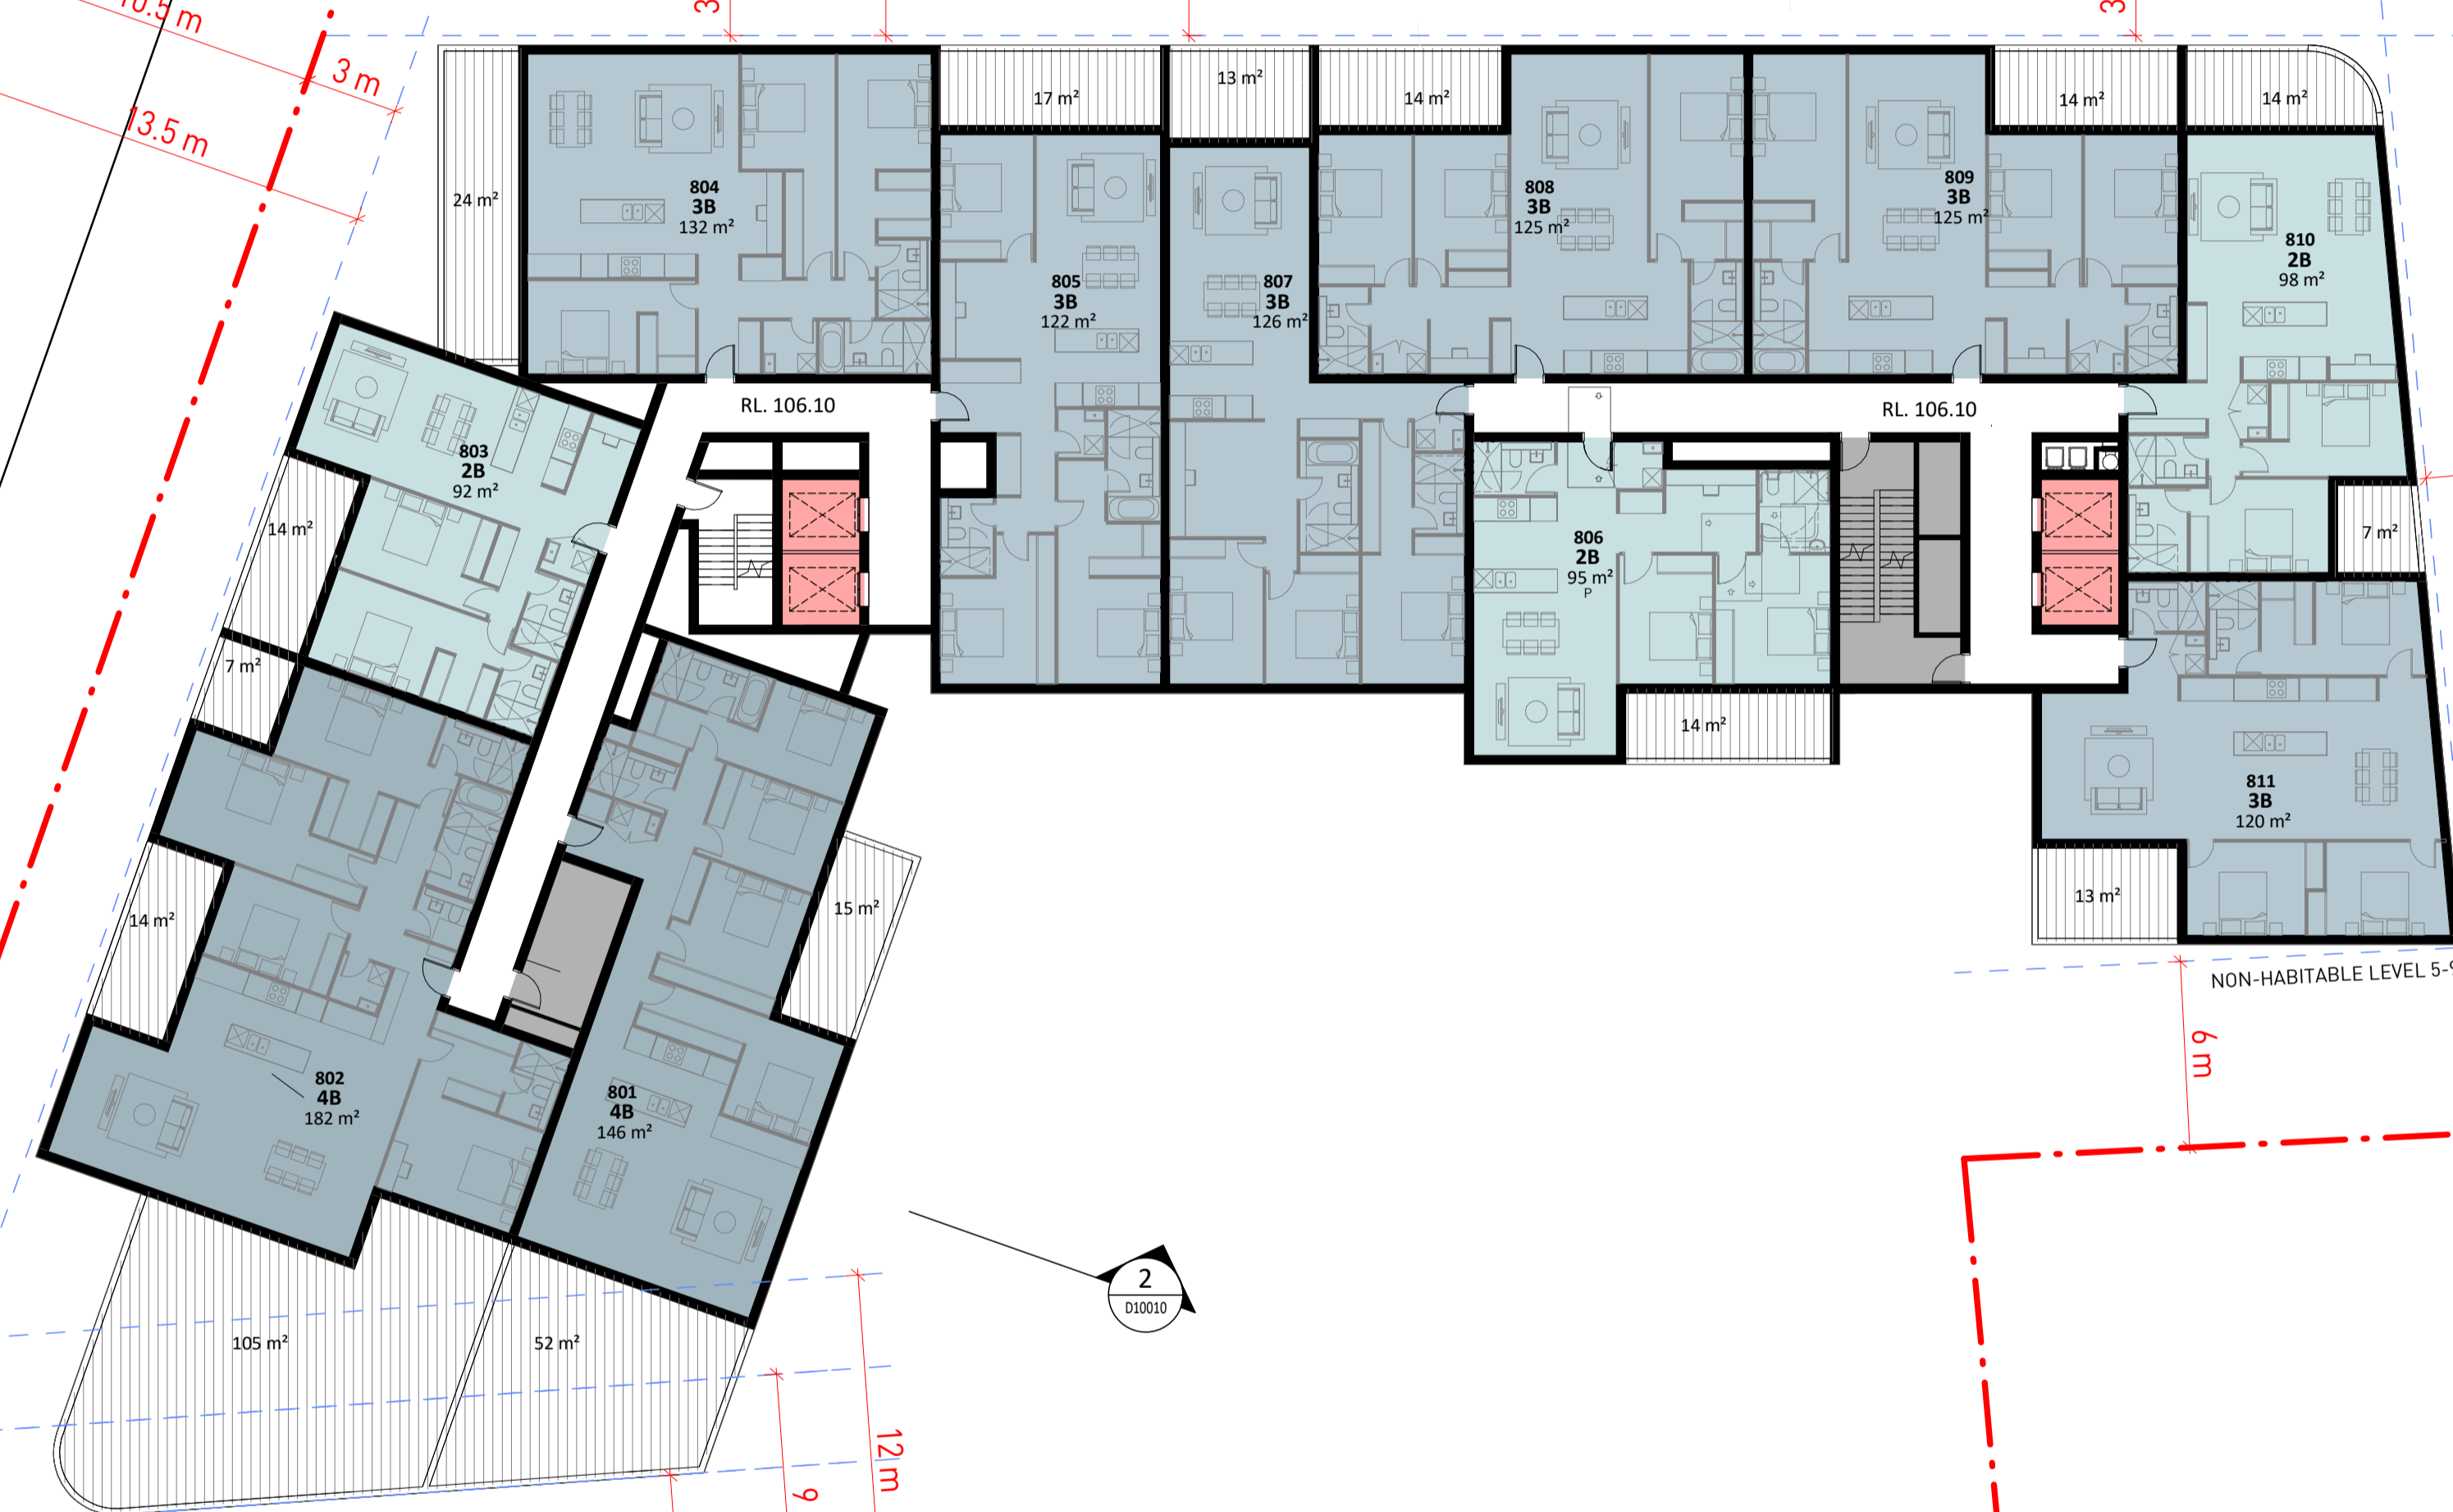 10.5 m
3 m
13.5 m
3
3
24 m²
804
3B
132 m²
17 m²
13 m²
14 m²
14 m²
14 m²
805
3B
122 m²
807
3B
126 m²
808
3B
125 m²
809
3B
125 m²
810
2B
98 m²
RL. 106.10
RL. 106.10
803
2B
92 m²
14 m²
7 m²
806
2B
95 m²
P
7 m²
14 m²
811
3B
120 m²
13 m²
NON-HABITABLE LEVEL 5-9
6 m
14 m²
15 m²
802
4B
182 m²
801
4B
146 m²
105 m²
52 m²
2
D10010
12 m
9